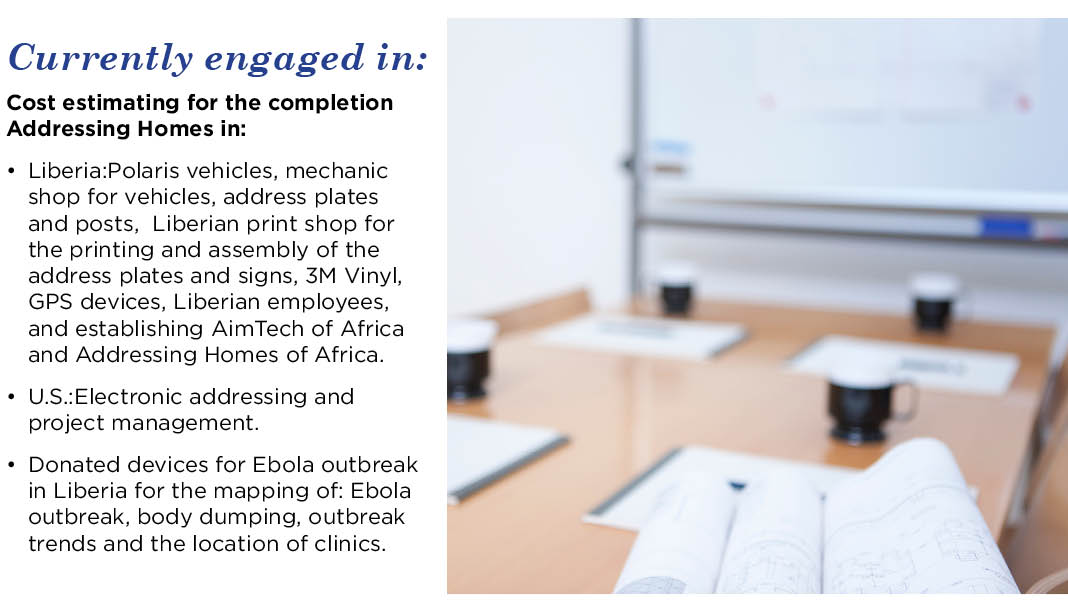 Currently engaged in:
Cost estimating for the completion
Addressing Homes in:
• Liberia:Polaris vehicles, mechanic
shop for vehicles, address plates
and posts,  Liberian print shop for
the printing and assembly of the
address plates and signs, 3M Vinyl,
GPS devices, Liberian employees,
and establishing AimTech of Africa
and Addressing Homes of Africa.
• U.S.:Electronic addressing and
project management.
• Donated devices for Ebola outbreak
in Liberia for the mapping of: Ebola
outbreak, body dumping, outbreak
trends and the location of clinics.